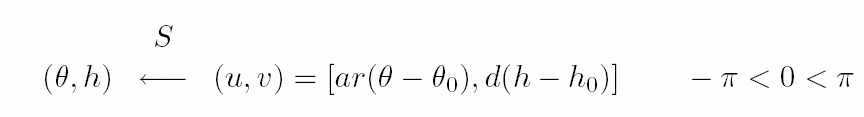 S
(θ, h) ⟵ (u, v) = [ar(θ − θ₀), d(h − h₀)] − π < 0 < π